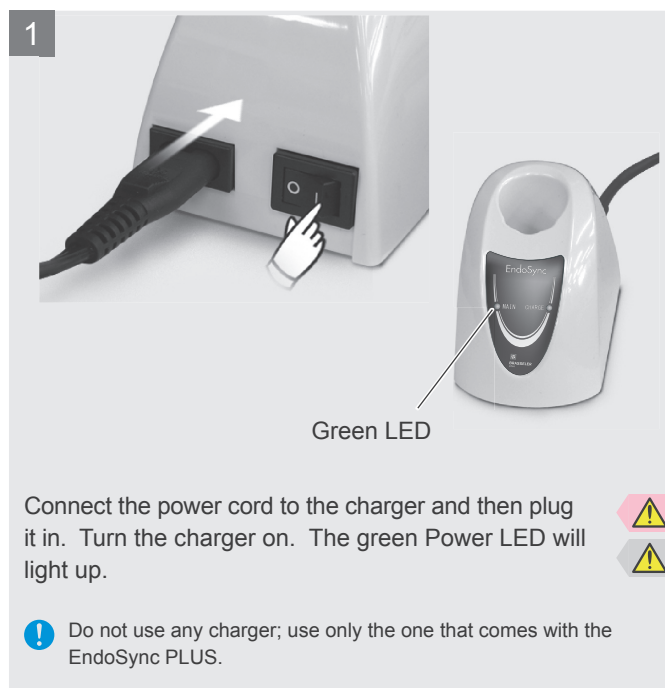 1
O I
EndoSync
MAIN CHARGE
Green LED
Connect the power cord to the charger and then plug
it in. Turn the charger on. The green Power LED will
light up.
Do not use any charger; use only the one that comes with the
EndoSync PLUS.